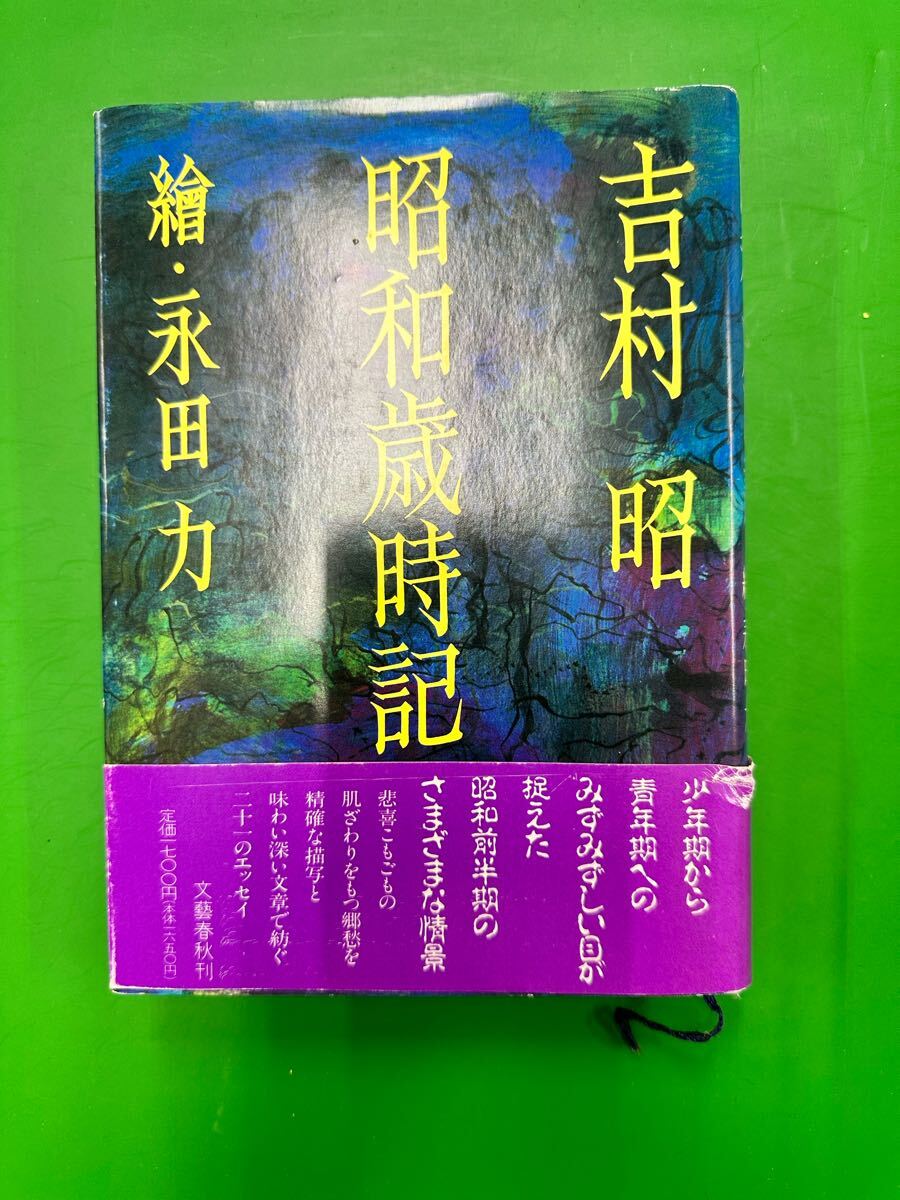 吉村 昭
昭和歳時記
繪・永田力
少年期から
青年期への
みずみずしい目が
捉えた
昭和前半期の
さまざまな情景
悲喜こもごもの
肌ざわりをもつ郷愁を
精確な描写と
味わい深い文章で紡ぐ
二十一のエッセイ
文藝春秋刊
定価一七〇〇円(本体一六五〇円)